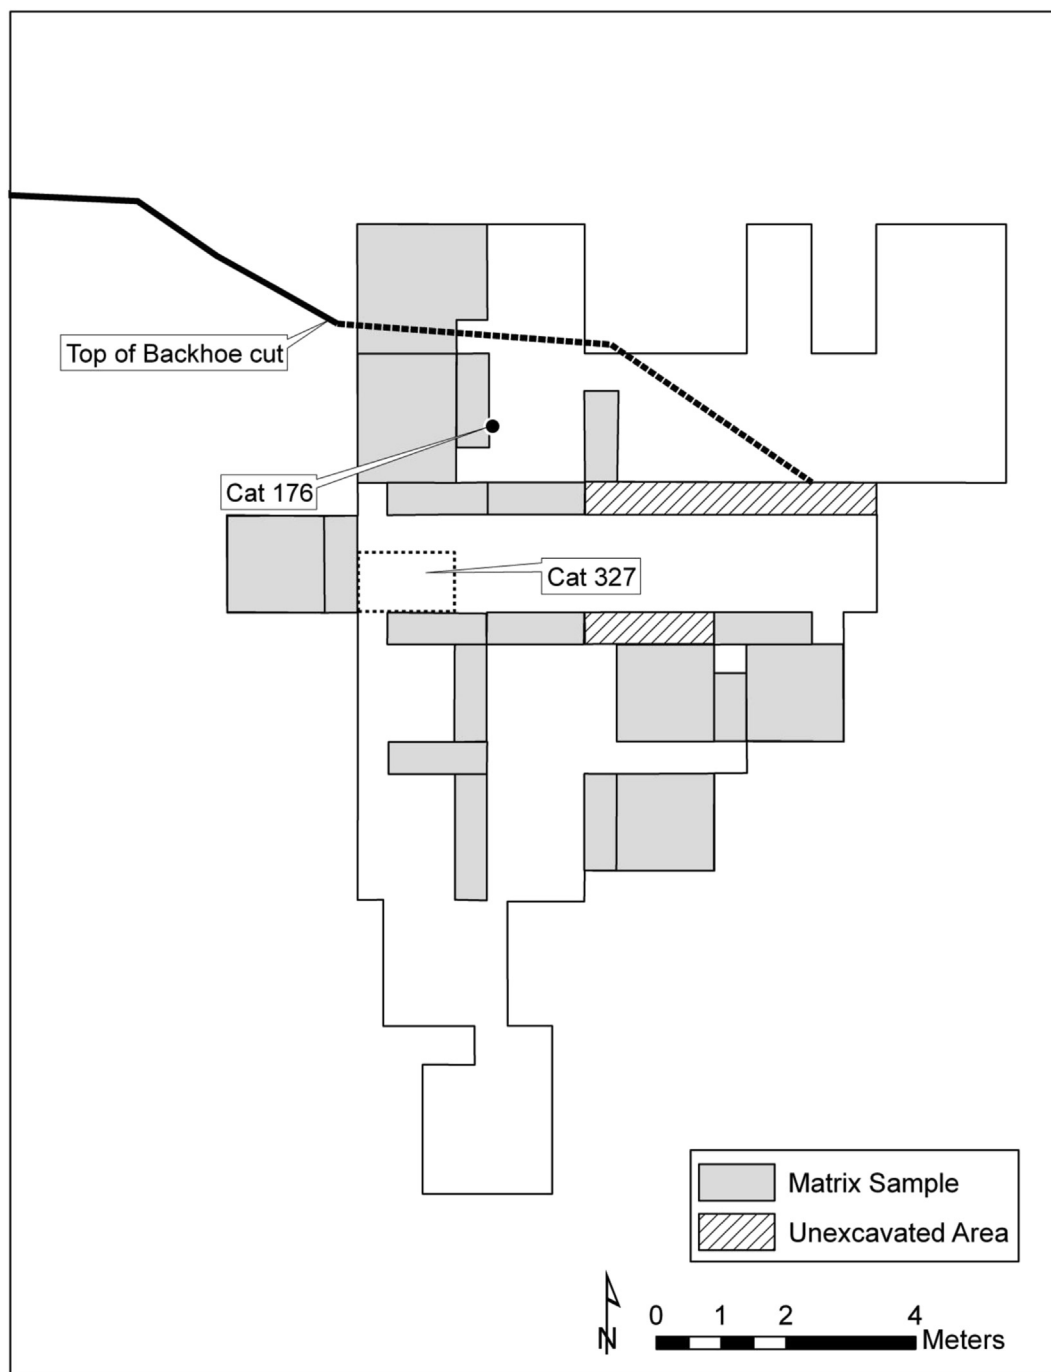 Top of Backhoe cut
Cat 176
Cat 327
Matrix Sample
Unexcavated Area
N
0 1 2 4
Meters